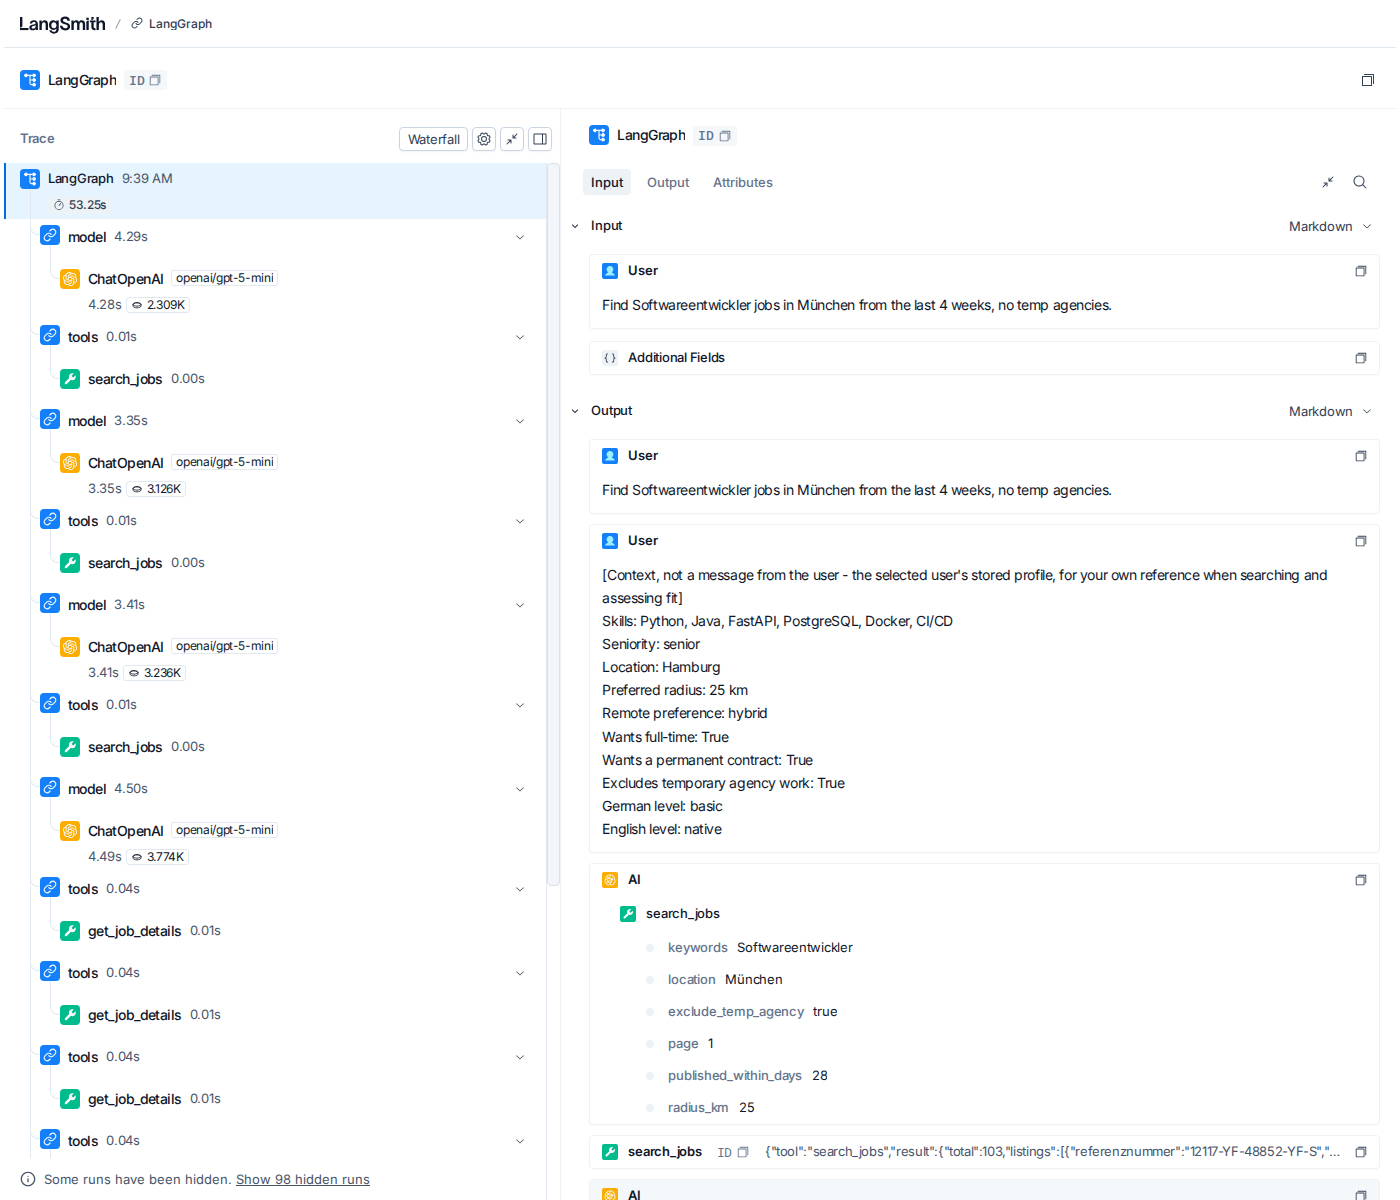 LangSmith / LangGraph
LangGraph ID
Trace
Waterfall
LangGraph 9:39 AM
53.25s
model 4.29s
ChatOpenAI openai/gpt-5-mini
4.28s 2.309K
tools 0.01s
search_jobs 0.00s
model 3.35s
ChatOpenAI openai/gpt-5-mini
3.35s 3.126K
tools 0.01s
search_jobs 0.00s
model 3.41s
ChatOpenAI openai/gpt-5-mini
3.41s 3.236K
tools 0.01s
search_jobs 0.00s
model 4.50s
ChatOpenAI openai/gpt-5-mini
4.49s 3.774K
tools 0.04s
get_job_details 0.01s
tools 0.04s
get_job_details 0.01s
tools 0.04s
get_job_details 0.01s
tools 0.04s
Some runs have been hidden. Show 98 hidden runs
LangGraph ID
Input Output Attributes
Input Markdown
User
Find Softwareentwickler jobs in München from the last 4 weeks, no temp agencies.
{} Additional Fields
Output Markdown
User
Find Softwareentwickler jobs in München from the last 4 weeks, no temp agencies.
User
[Context, not a message from the user - the selected user's stored profile, for your own reference when searching and
assessing fit]
Skills: Python, Java, FastAPI, PostgreSQL, Docker, CI/CD
Seniority: senior
Location: Hamburg
Preferred radius: 25 km
Remote preference: hybrid
Wants full-time: True
Wants a permanent contract: True
Excludes temporary agency work: True
German level: basic
English level: native
AI
search_jobs
keywords Softwareentwickler
location München
exclude_temp_agency true
page 1
published_within_days 28
radius_km 25
search_jobs ID {"tool":"search_jobs","result":{"total":103,"listings":[{"referenznummer":"12117-YF-48852-YF-S","...
AI